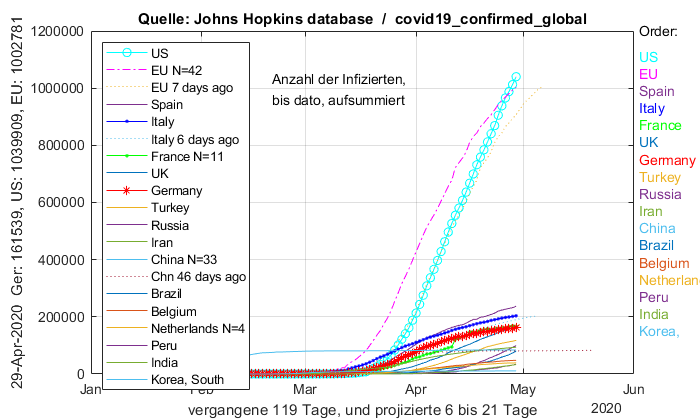 Quelle: Johns Hopkins database / covid19_confirmed_global
29-Apr-2020 Ger: 161539, US: 1039909, EU: 1002781
1200000
1000000
800000
600000
400000
200000
0
US
EU N=42
EU 7 days ago
Spain
Italy
Italy 6 days ago
France N=11
UK
Germany
Turkey
Russia
Iran
China N=33
Chn 46 days ago
Brazil
Belgium
Netherlands N=4
Peru
India
Korea, South
Anzahl der Infizierten,
bis dato, aufsummiert
Order:
US
EU
Spain
Italy
France
UK
Germany
Turkey
Russia
Iran
China
Brazil
Belgium
Netherlan
Peru
India
Korea,
Jan Feb Mar Apr May Jun
2020
vergangene 119 Tage, und projizierte 6 bis 21 Tage